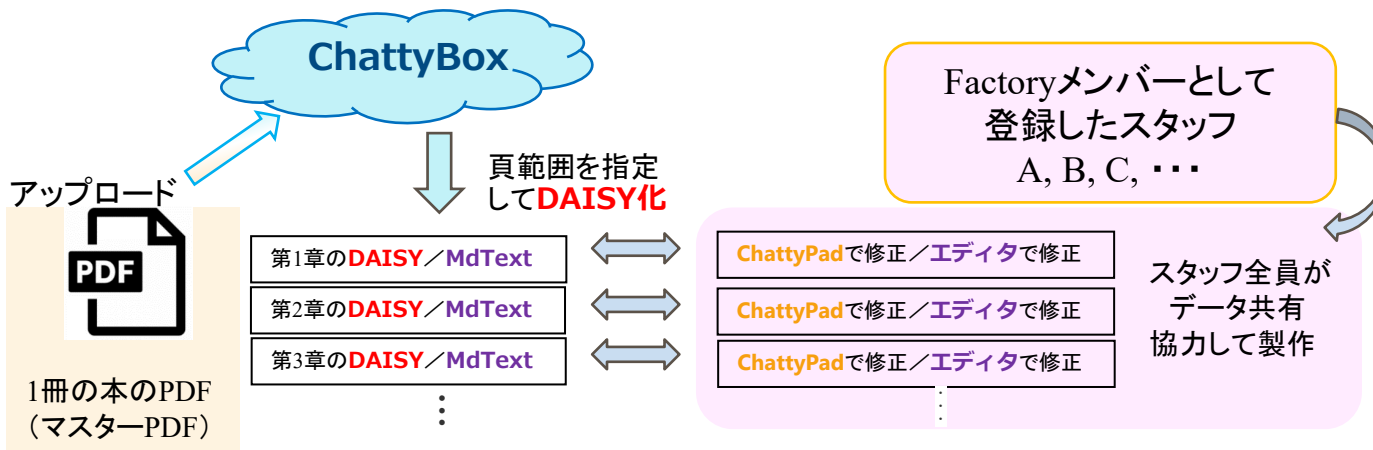 ChattyBox
Factoryメンバーとして
登録したスタッフ
A, B, C, ･･･
頁範囲を指定
してDAISY化
アップロード
PDF
1冊の本のPDF
（マスターPDF）
第1章のDAISY／MdText
第2章のDAISY／MdText
第3章のDAISY／MdText
⋮
ChattyPadで修正／エディタで修正
ChattyPadで修正／エディタで修正
ChattyPadで修正／エディタで修正
⋮
スタッフ全員が
データ共有
協力して製作